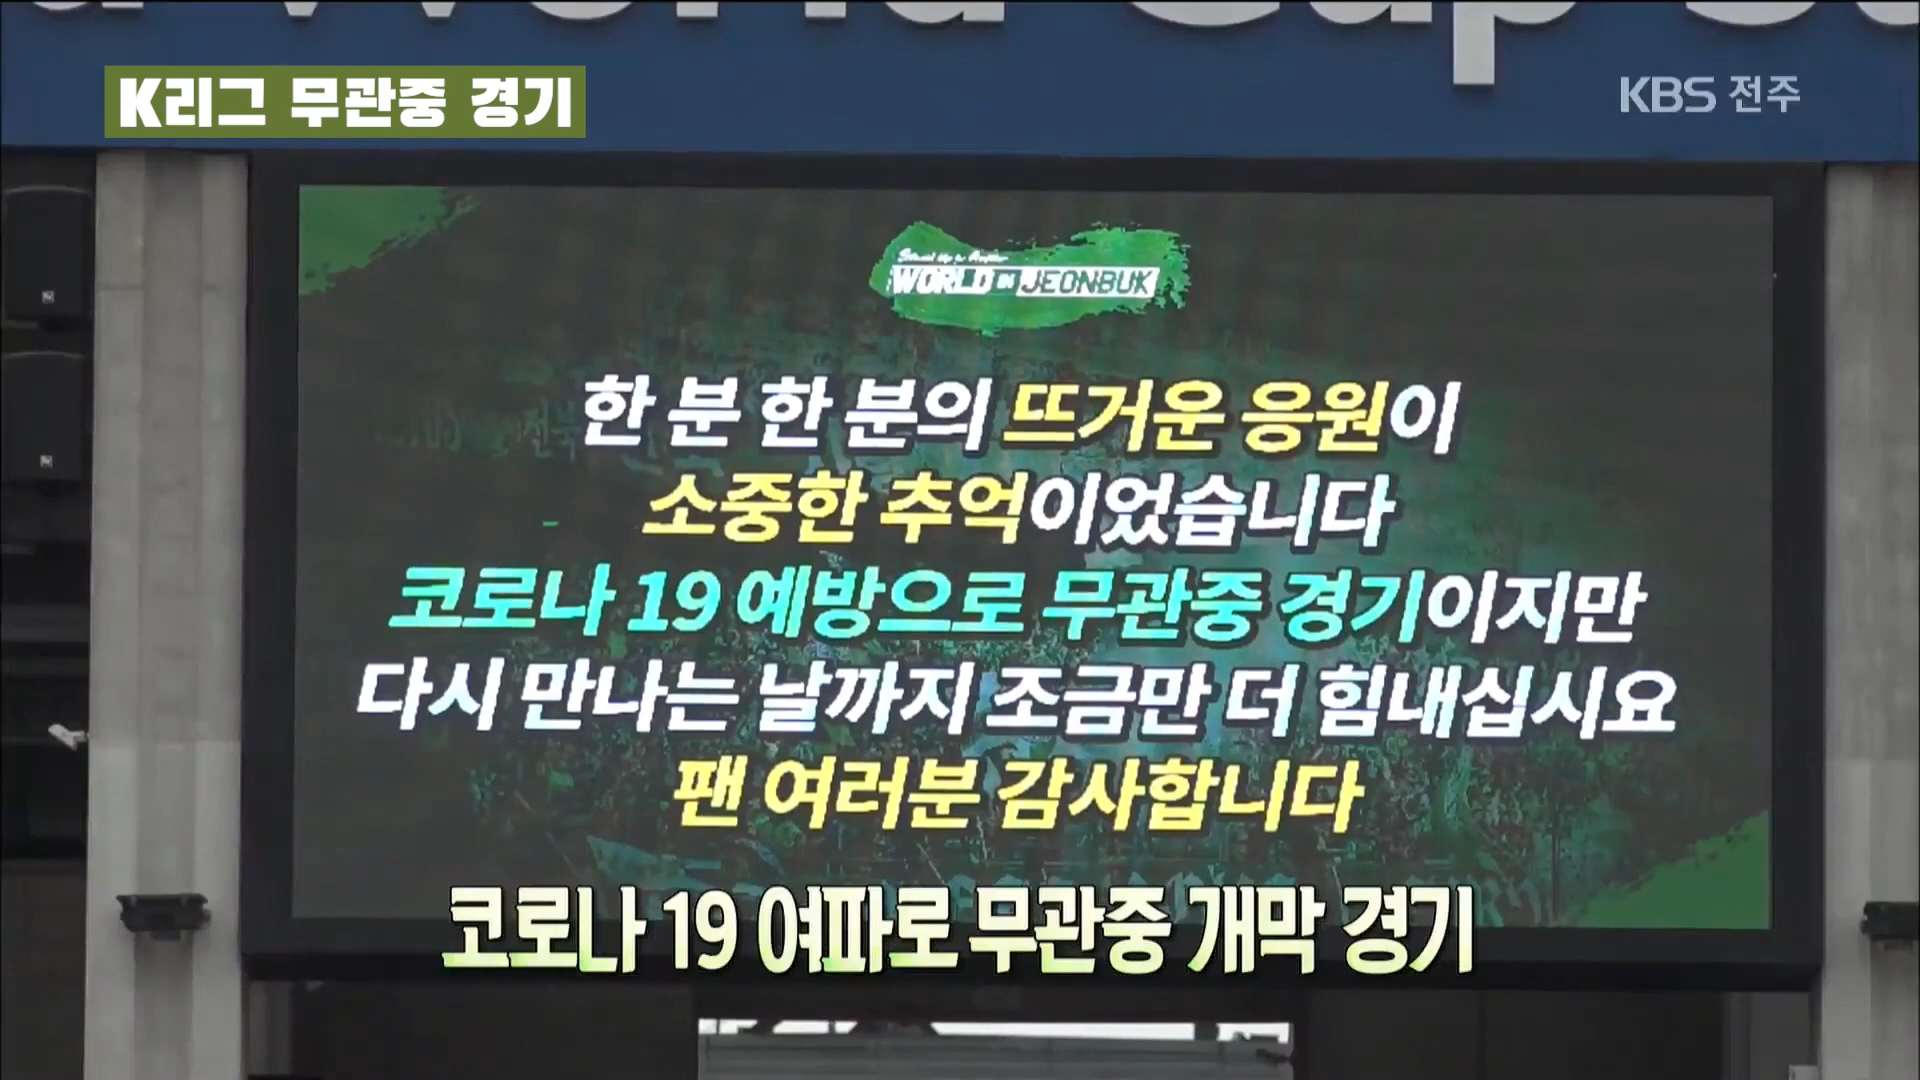 World Cup
K리그 무관중 경기
KBS 전주
WORLD IN JEONBUK
한 분 한 분의 뜨거운 응원이
소중한 추억이었습니다
코로나 19 예방으로 무관중 경기이지만
다시 만나는 날까지 조금만 더 힘내십시요
팬 여러분 감사합니다
코로나 19 여파로 무관중 개막 경기